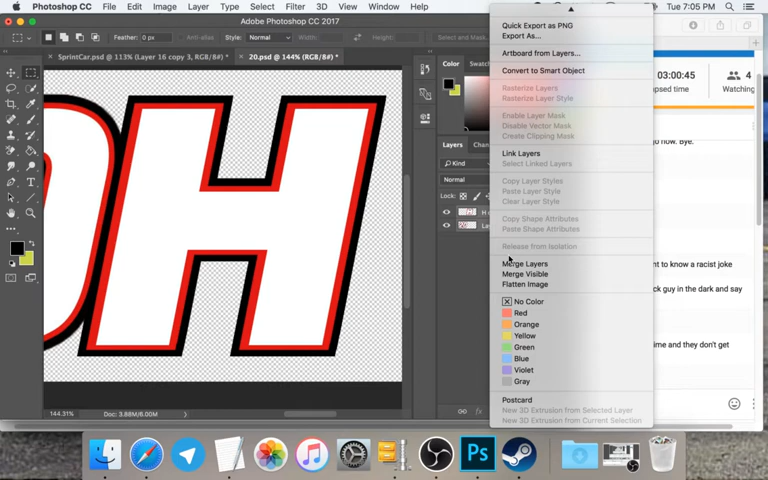 Photoshop CC File Edit Image Layer Type Select Filter 3D View Window Help
Tue 7:05 PM
Adobe Photoshop CC 2017
Feather: 0 px Anti-alias Style: Normal Width: Height: Select and Mask...
SprintCar.psd @ 113% (Layer 16 copy 3, RGB/8#) *
20.psd @ 144% (RGB/8#) *
H
Color
Layers Chan
Kind
Normal
Lock:
H
144.31% Doc: 3.88M/6.00M
Quick Export as PNG
Export As...
Artboard from Layers...
Convert to Smart Object
Rasterize Layers
Rasterize Layer Style
Enable Layer Mask
Disable Vector Mask
Create Clipping Mask
Link Layers
Select Linked Layers
Copy Layer Styles
Paste Layer Style
Clear Layer Style
Copy Shape Attributes
Paste Shape Attributes
Release from Isolation
Merge Layers
Merge Visible
Flatten Image
No Color
Red
Orange
Yellow
Green
Blue
Violet
Gray
Postcard
New 3D Extrusion from Selected Layer
New 3D Extrusion from Current Selection
03:00:45 4
psed time Watching
go now. Bye.
nt to know a racist joke
ck guy in the dark and say
ime and they don't get
Ps